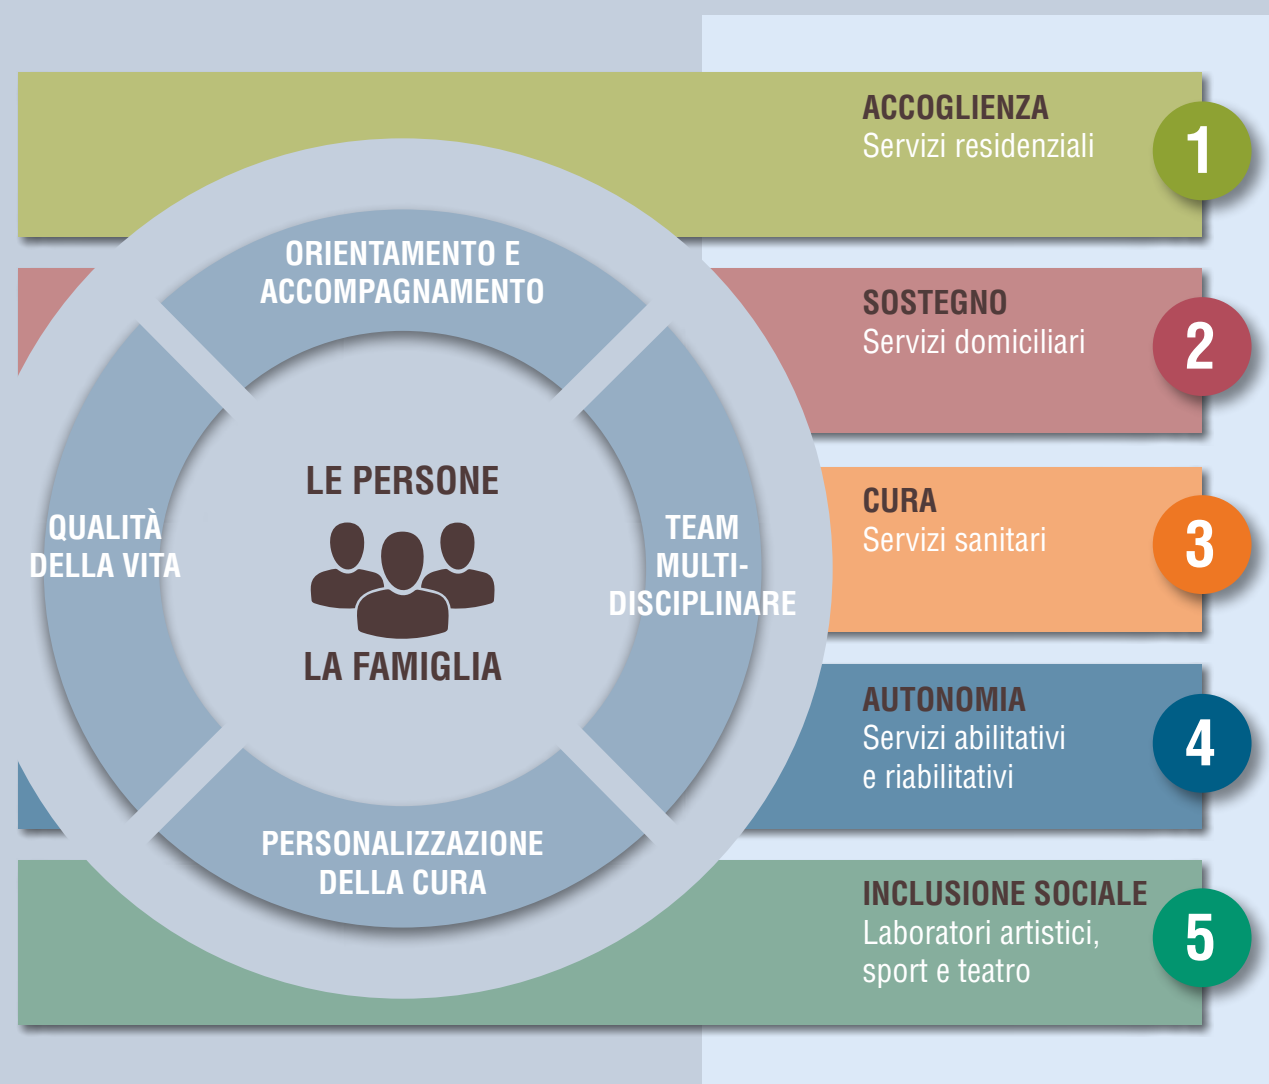 ORIENTAMENTO E
ACCOMPAGNAMENTO
QUALITÀ
DELLA VITA
LE PERSONE
LA FAMIGLIA
TEAM
MULTI-
DISCIPLINARE
PERSONALIZZAZIONE
DELLA CURA
ACCOGLIENZA
Servizi residenziali
1
SOSTEGNO
Servizi domiciliari
2
CURA
Servizi sanitari
3
AUTONOMIA
Servizi abilitativi
e riabilitativi
4
INCLUSIONE SOCIALE
Laboratori artistici,
sport e teatro
5